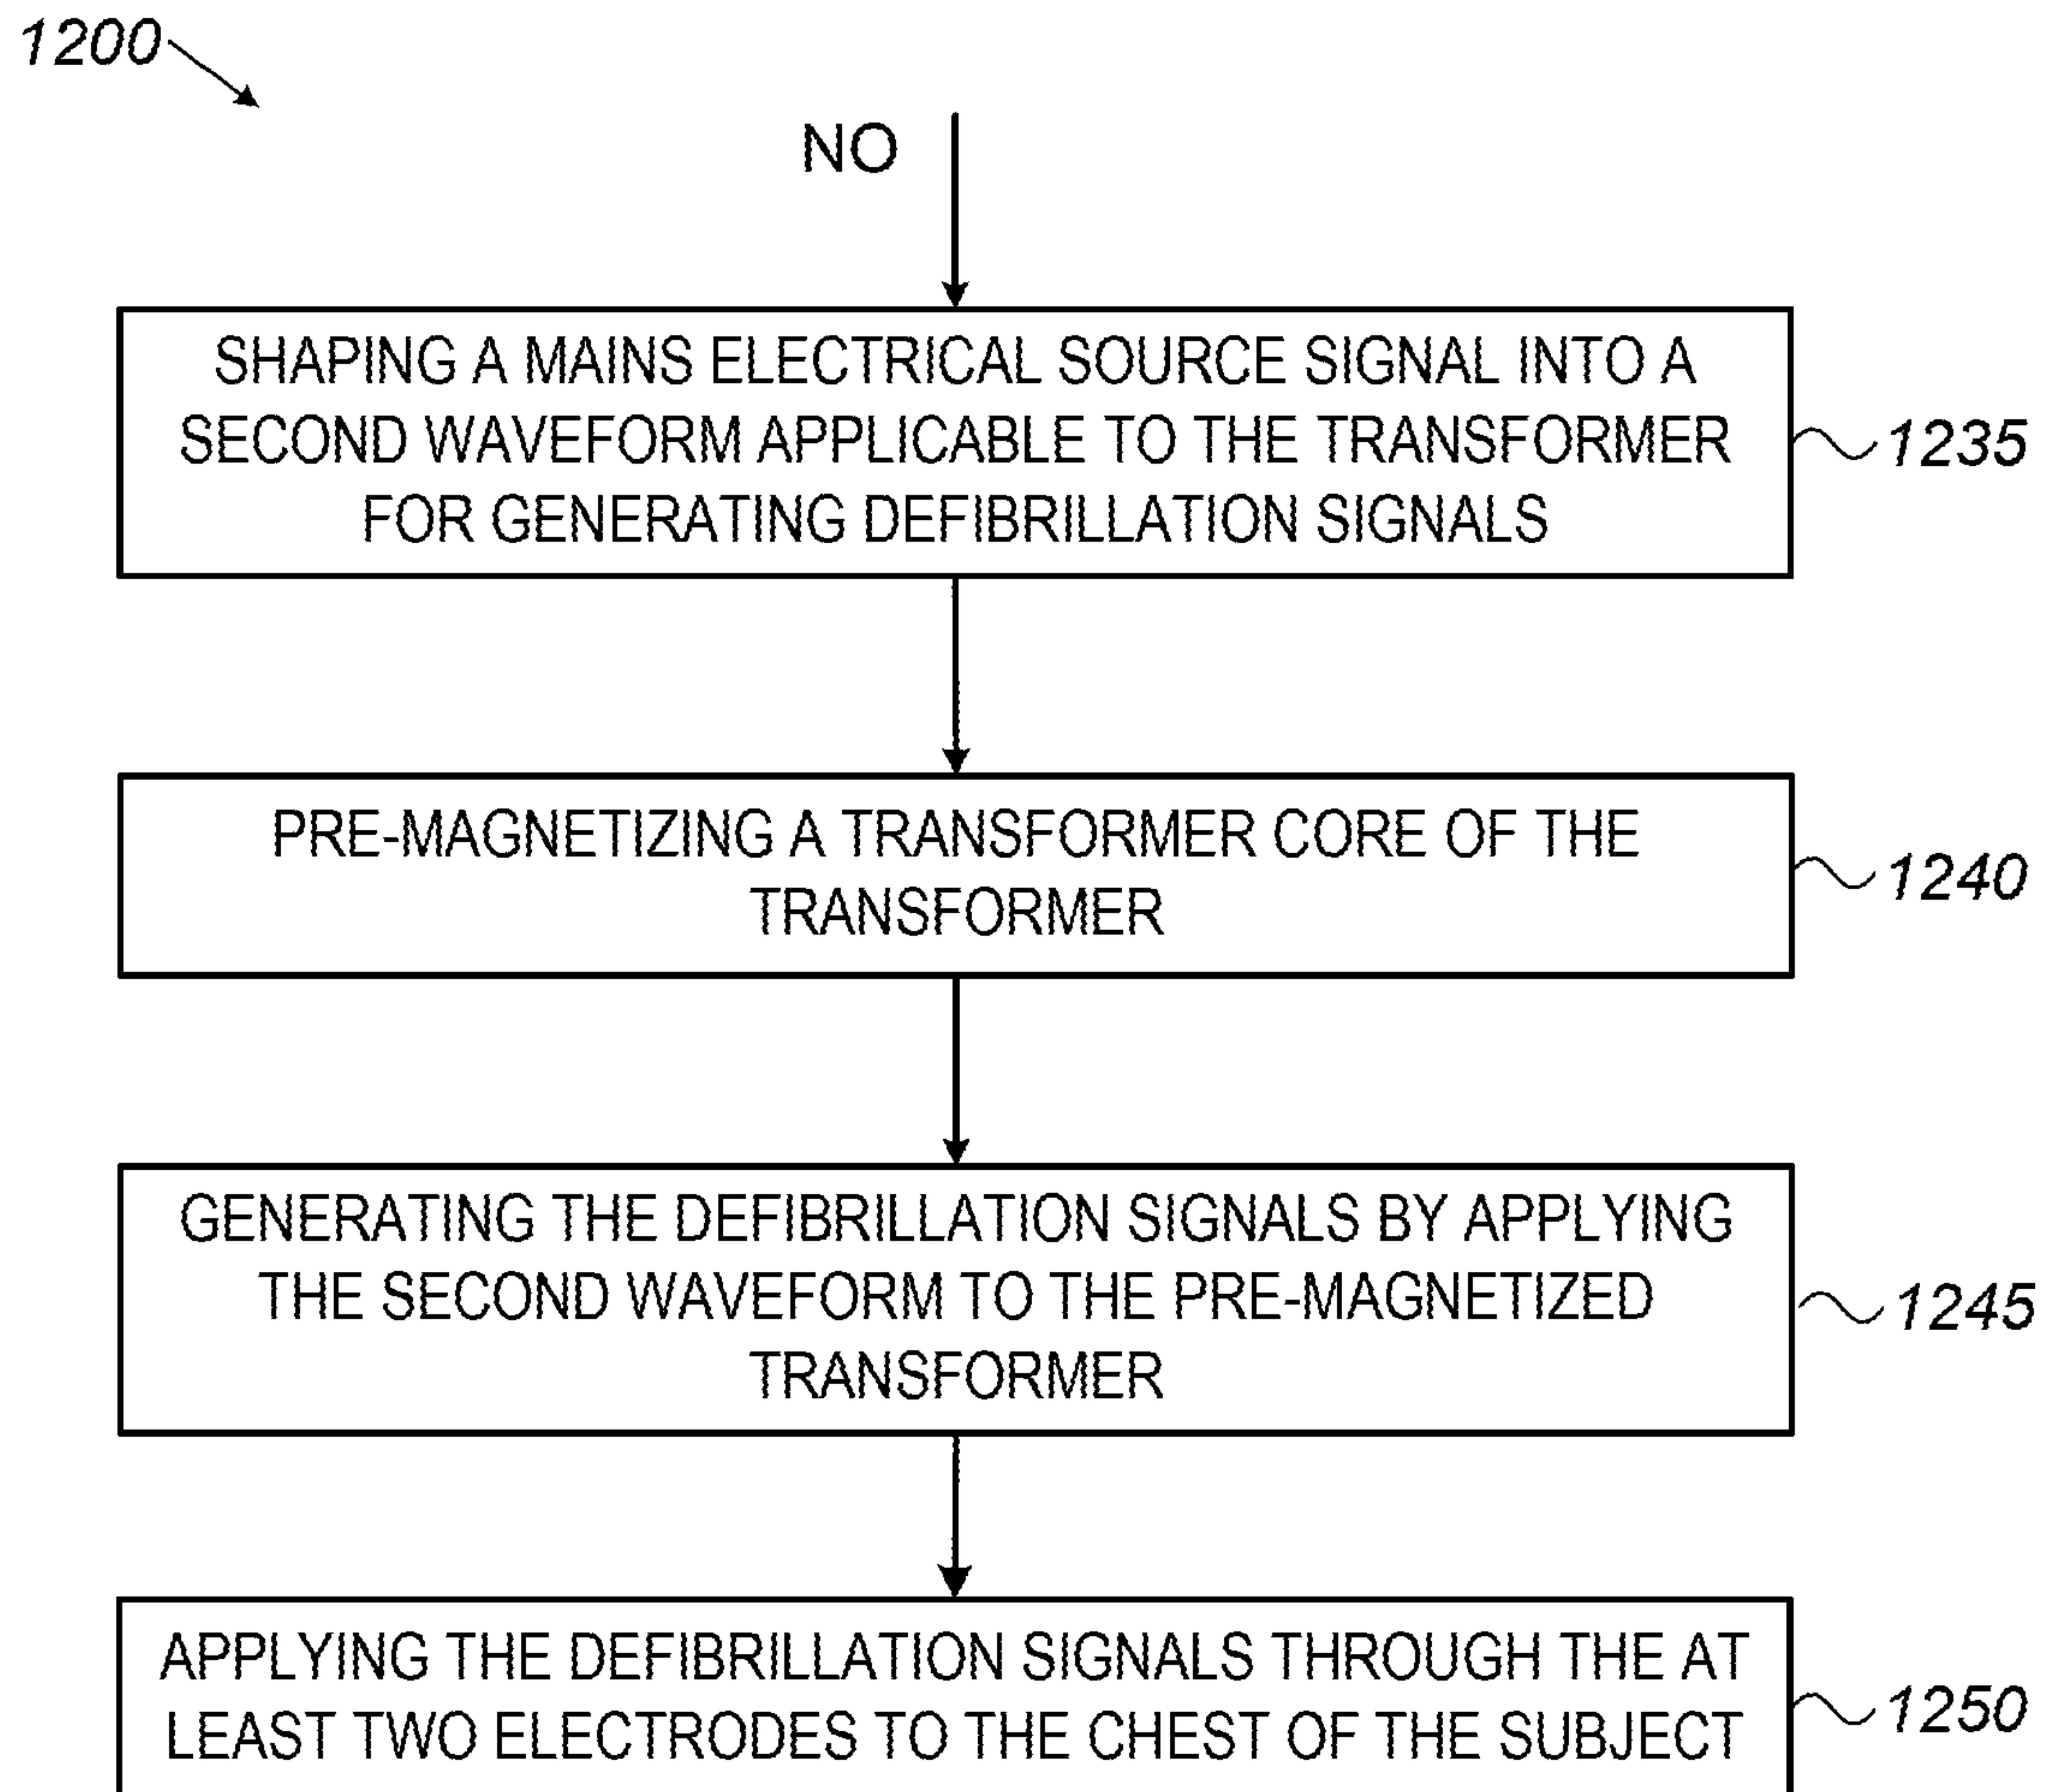 1200
NO
SHAPING A MAINS ELECTRICAL SOURCE SIGNAL INTO A
SECOND WAVEFORM APPLICABLE TO THE TRANSFORMER
FOR GENERATING DEFIBRILLATION SIGNALS
1235
PRE-MAGNETIZING A TRANSFORMER CORE OF THE
TRANSFORMER
1240
GENERATING THE DEFIBRILLATION SIGNALS BY APPLYING
THE SECOND WAVEFORM TO THE PRE-MAGNETIZED
TRANSFORMER
1245
APPLYING THE DEFIBRILLATION SIGNALS THROUGH THE AT
LEAST TWO ELECTRODES TO THE CHEST OF THE SUBJECT
1250